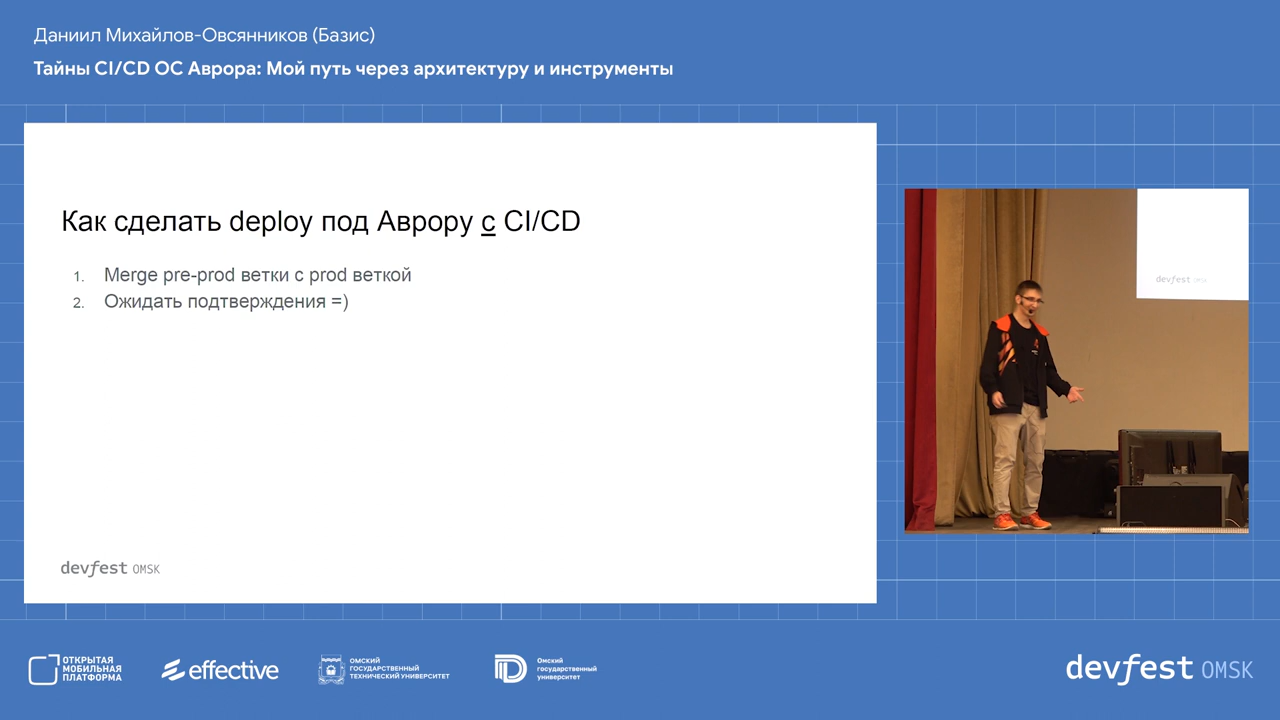 Даниил Михайлов-Овсянников (Базис)
Тайны CI/CD ОС Аврора: Мой путь через архитектуру и инструменты
Как сделать deploy под Аврору с CI/CD
1. Merge pre-prod ветки с prod веткой
2. Ожидать подтверждения =)
devfest OMSK
devfest OMSK
ОТКРЫТАЯ
МОБИЛЬНАЯ
ПЛАТФОРМА
effective
ОМСКИЙ
ГОСУДАРСТВЕННЫЙ
ТЕХНИЧЕСКИЙ УНИВЕРСИТЕТ
Омский
государственный
университет
devfest OMSK